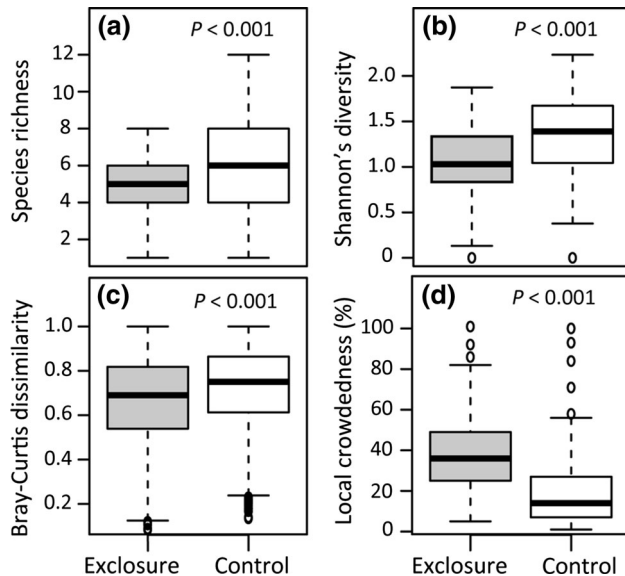 (a)
P < 0.001
Species richness
12
10
8
6
4
2
(b)
P < 0.001
Shannon's diversity
2.0
1.5
1.0
0.5
0
(c)
P < 0.001
Bray-Curtis dissimilarity
1.0
0.8
0.6
0.4
0.2
Exclosure Control
(d)
P < 0.001
Local crowdedness (%)
100
80
60
40
20
0
Exclosure Control